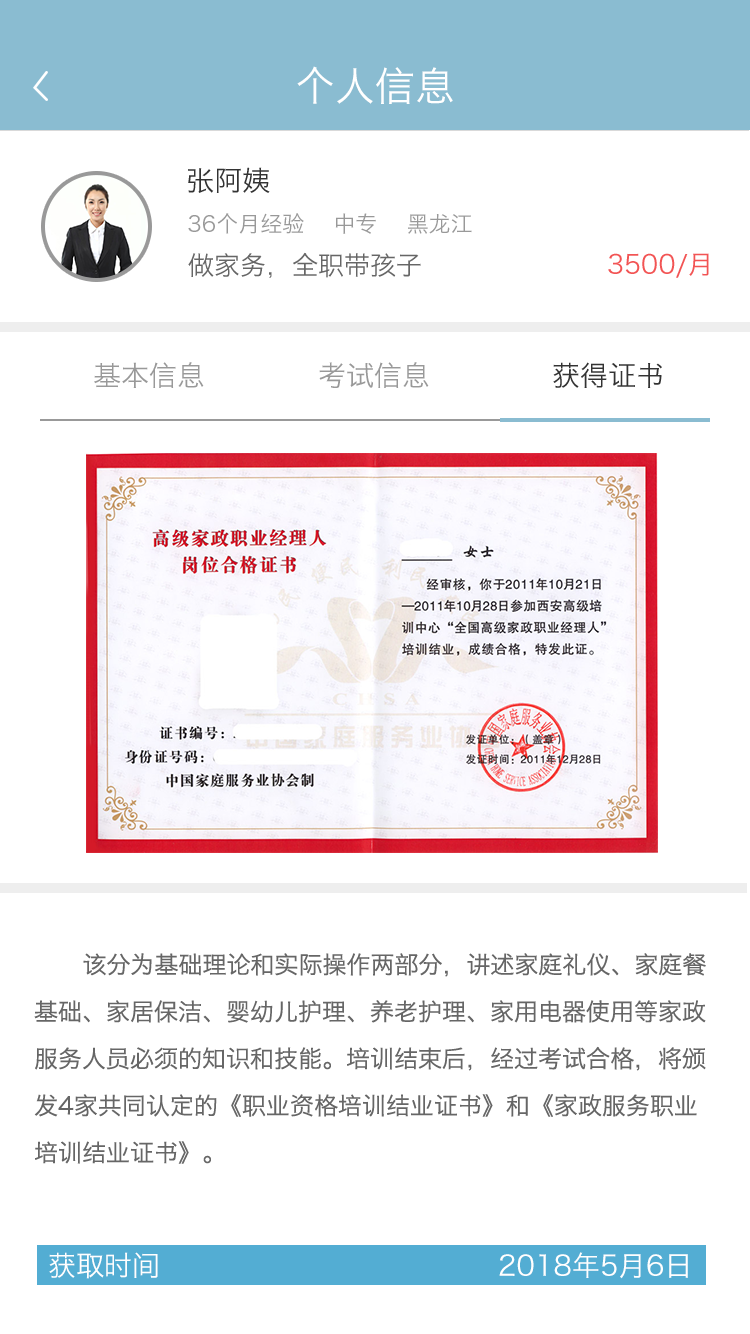 个人信息
张阿姨
36个月经验 中专 黑龙江
做家务，全职带孩子
3500/月
基本信息 考试信息 获得证书
高级家政职业经理人
岗位合格证书
证书编号：
身份证号码：
中国家庭服务业协会制
女士
经审核，你于2011年10月21日
—2011年10月28日参加西安高级培
训中心“全国高级家政职业经理人”
培训结业，成绩合格，特发此证。
发证单位：（盖章）
发证时间：2011年12月28日
CHSA
中国家庭服务业协会
HOME SERVICE ASSOCIATION
该分为基础理论和实际操作两部分，讲述家庭礼仪、家庭餐
基础、家居保洁、婴幼儿护理、养老护理、家用电器使用等家政
服务人员必须的知识和技能。培训结束后，经过考试合格，将颁
发4家共同认定的《职业资格培训结业证书》和《家政服务职业
培训结业证书》。
获取时间 2018年5月6日